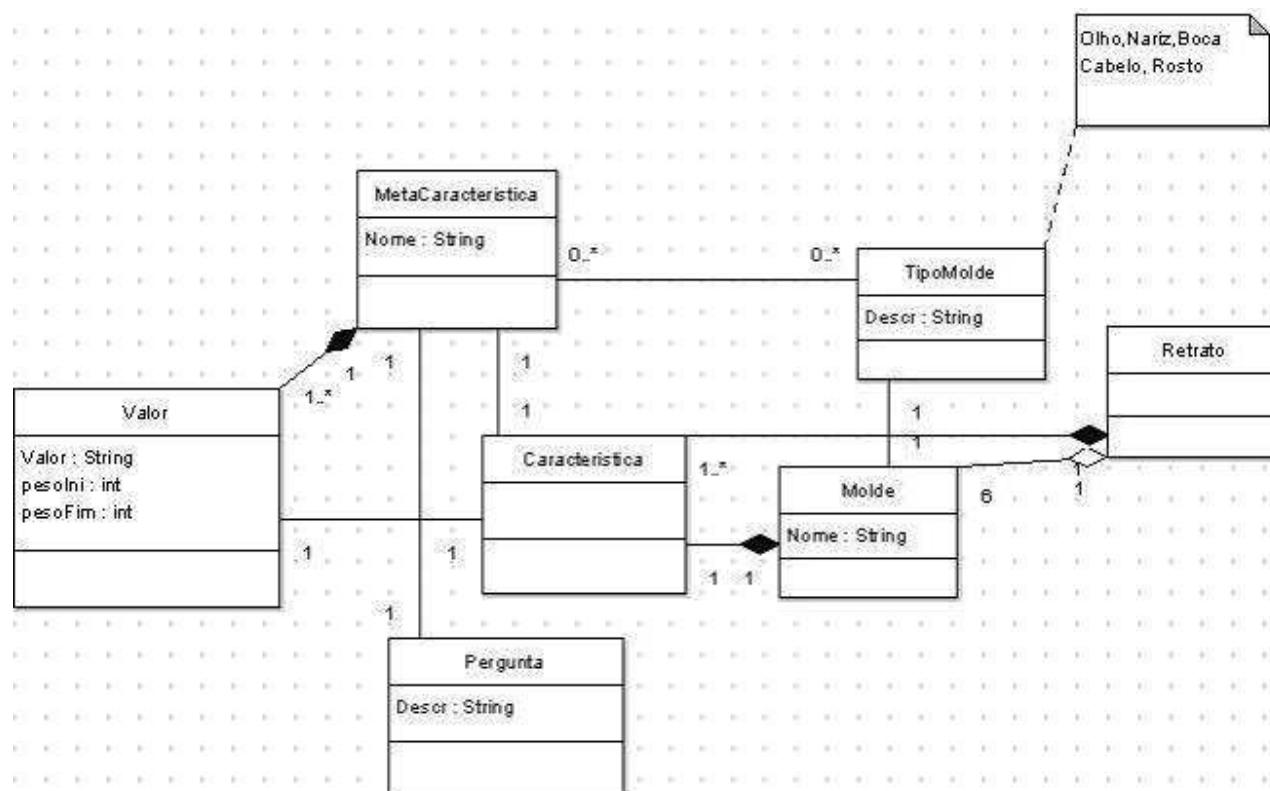 Olho,Nariz,Boca
Cabelo, Rosto
MetaCaracteristica
Nome : String
0..*
0..*
TipoMolde
Descr : String
Retrato
1
1
1
1..*
Valor
Valor : String
pesoIni : int
pesoFim : int
1
1
1
Caracteristica
1..*
Molde
Nome : String
6
1
1
1
1
1
1
1
Pergunta
Descr : String